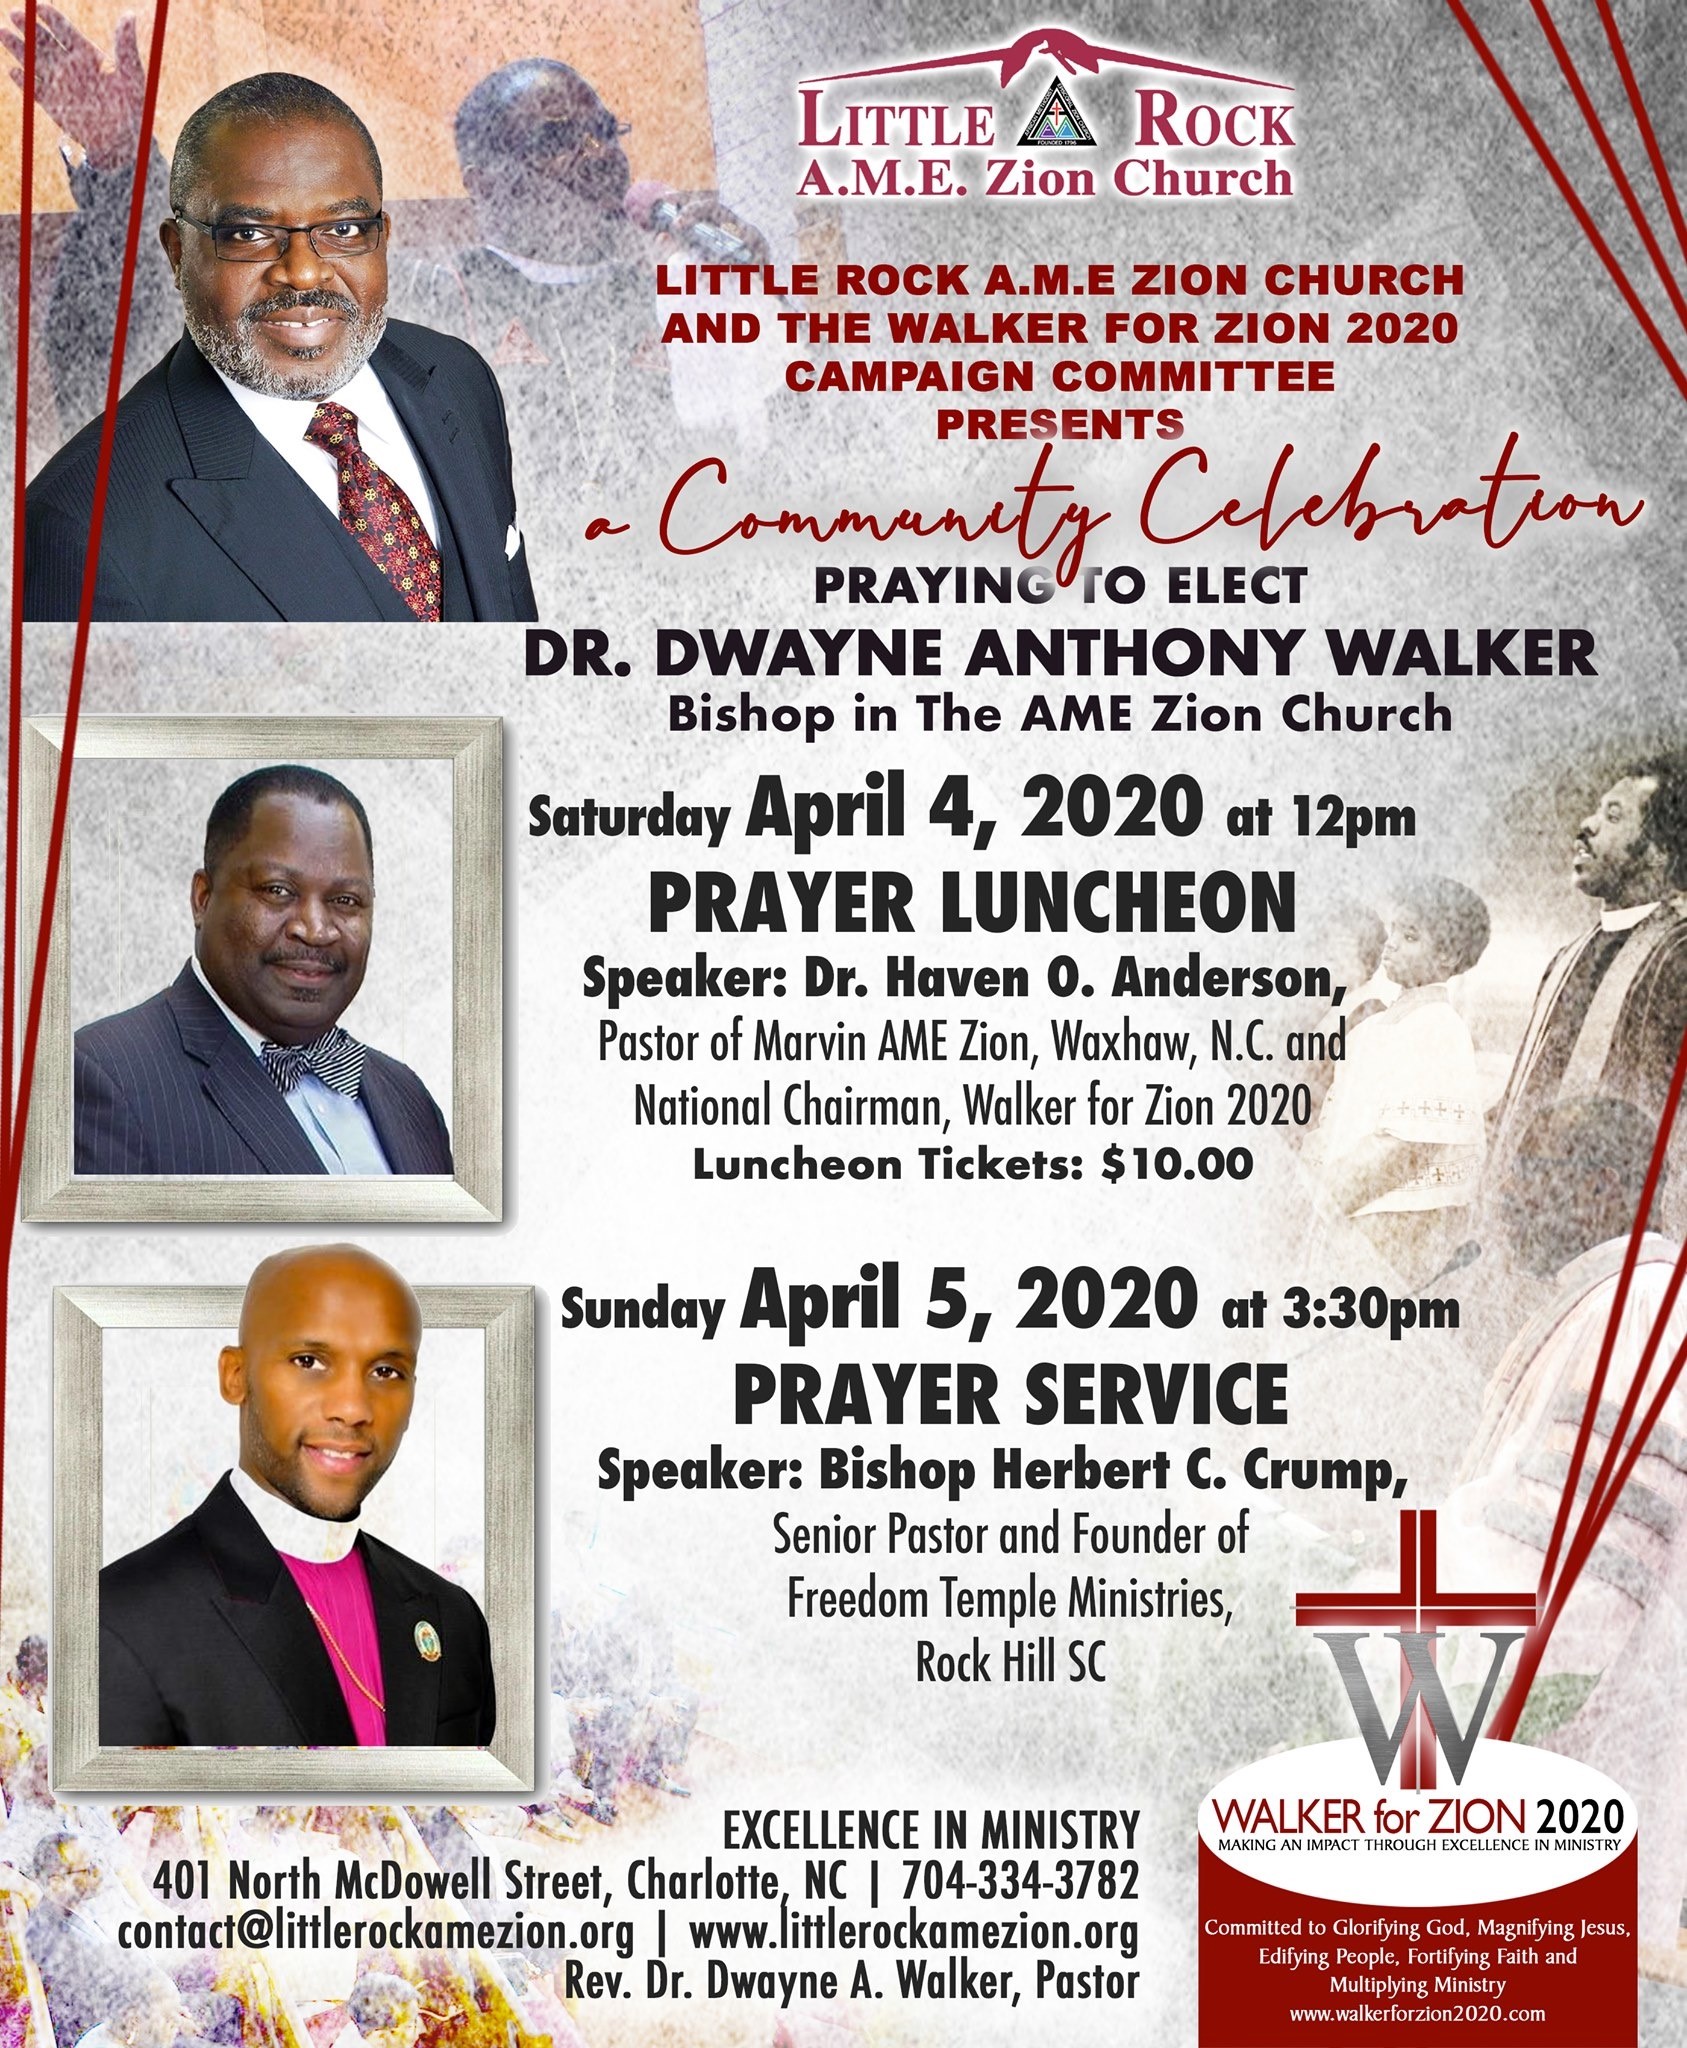 LITTLE ROCK
A.M.E. Zion Church
FOUNDED 1796
LITTLE ROCK A.M.E ZION CHURCH
AND THE WALKER FOR ZION 2020
CAMPAIGN COMMITTEE
PRESENTS
a Community Celebration
PRAYING TO ELECT
DR. DWAYNE ANTHONY WALKER
Bishop in The AME Zion Church
Saturday April 4, 2020 at 12pm
PRAYER LUNCHEON
Speaker: Dr. Haven O. Anderson,
Pastor of Marvin AME Zion, Waxhaw, N.C. and
National Chairman, Walker for Zion 2020
Luncheon Tickets: $10.00
Sunday April 5, 2020 at 3:30pm
PRAYER SERVICE
Speaker: Bishop Herbert C. Crump,
Senior Pastor and Founder of
Freedom Temple Ministries,
Rock Hill SC
EXCELLENCE IN MINISTRY
401 North McDowell Street, Charlotte, NC | 704-334-3782
contact@littlerockamezion.org | www.littlerockamezion.org
Rev. Dr. Dwayne A. Walker, Pastor
W
WALKER for ZION 2020
MAKING AN IMPACT THROUGH EXCELLENCE IN MINISTRY
Committed to Glorifying God, Magnifying Jesus,
Edifying People, Fortifying Faith and
Multiplying Ministry
www.walkerforzion2020.com